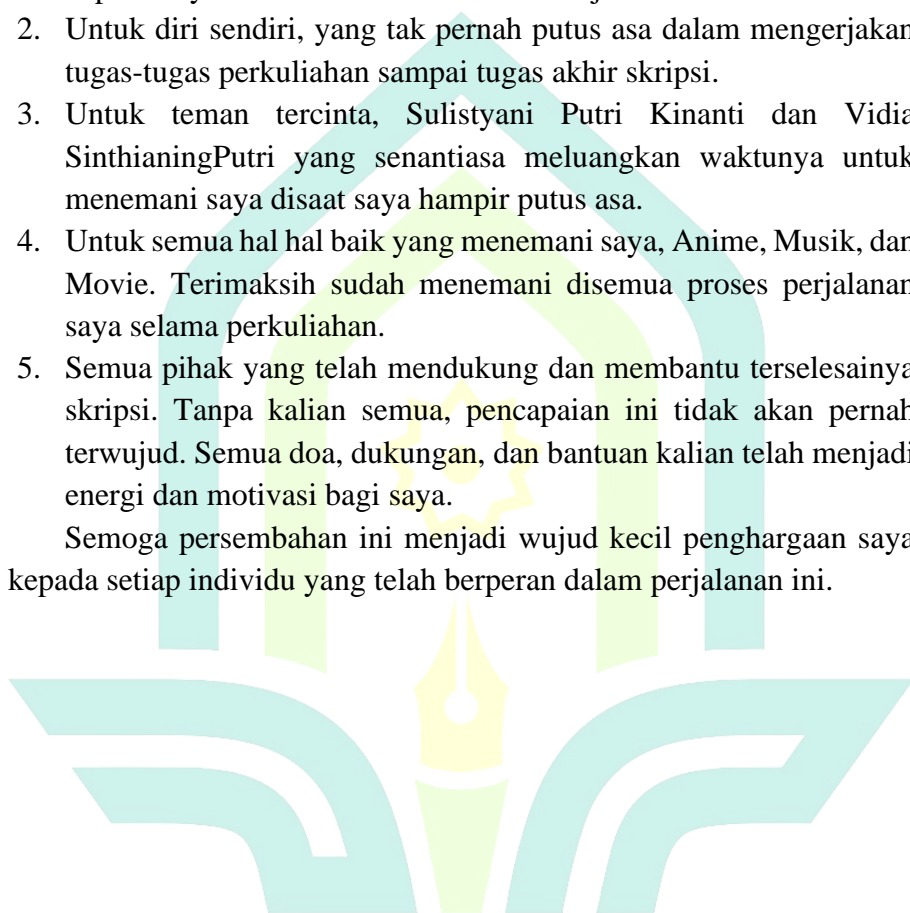 2. Untuk diri sendiri, yang tak pernah putus asa dalam mengerjakan
tugas-tugas perkuliahan sampai tugas akhir skripsi.
3. Untuk teman tercinta, Sulistyani Putri Kinanti dan Vidia
SinthianingPutri yang senantiasa meluangkan waktunya untuk
menemani saya disaat saya hampir putus asa.
4. Untuk semua hal hal baik yang menemani saya, Anime, Musik, dan
Movie. Terimaksih sudah menemani disemua proses perjalanan
saya selama perkuliahan.
5. Semua pihak yang telah mendukung dan membantu terselesainya
skripsi. Tanpa kalian semua, pencapaian ini tidak akan pernah
terwujud. Semua doa, dukungan, dan bantuan kalian telah menjadi
energi dan motivasi bagi saya.
Semoga persembahan ini menjadi wujud kecil penghargaan saya
kepada setiap individu yang telah berperan dalam perjalanan ini.